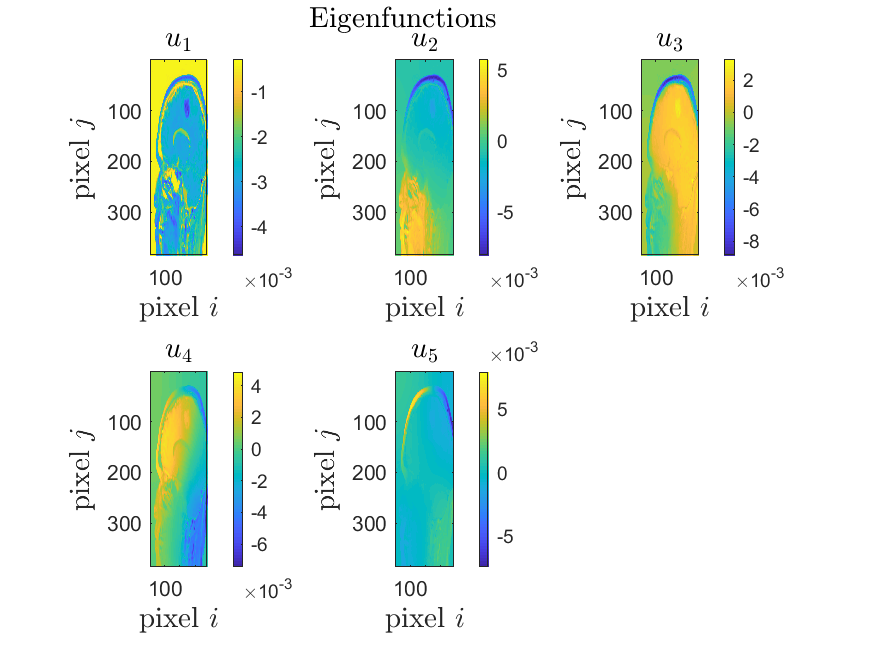 Eigenfunctions
u1 u2 u3
-1
-2
-3
-4
5
0
-5
2
0
-2
-4
-6
-8
100 100 100
200 200 200
300 300 300
pixel j pixel j pixel j
100 100 100
×10-3 ×10-3 ×10-3
pixel i pixel i pixel i
u4 u5
×10-3
4
2
0
-2
-4
-6
5
0
-5
100 100
200 200
300 300
pixel j pixel j
100 100
×10-3
pixel i pixel i